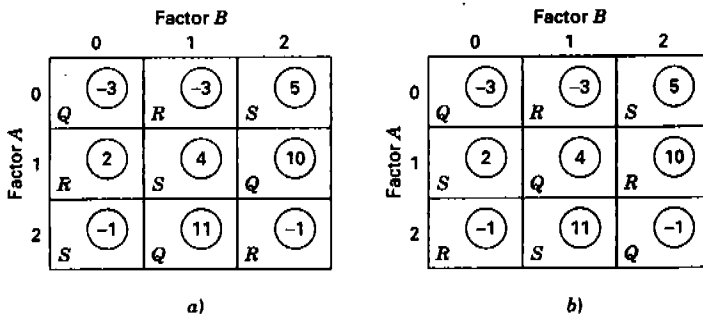 Factor B
0 1 2
Factor A
0 -3 -3 5
Q R S
1 2 4 10
R S Q
2 -1 11 -1
S Q R
a)
Factor B
0 1 2
Factor A
0 -3 -3 5
Q R S
1 2 4 10
S Q R
2 -1 11 -1
R S Q
b)